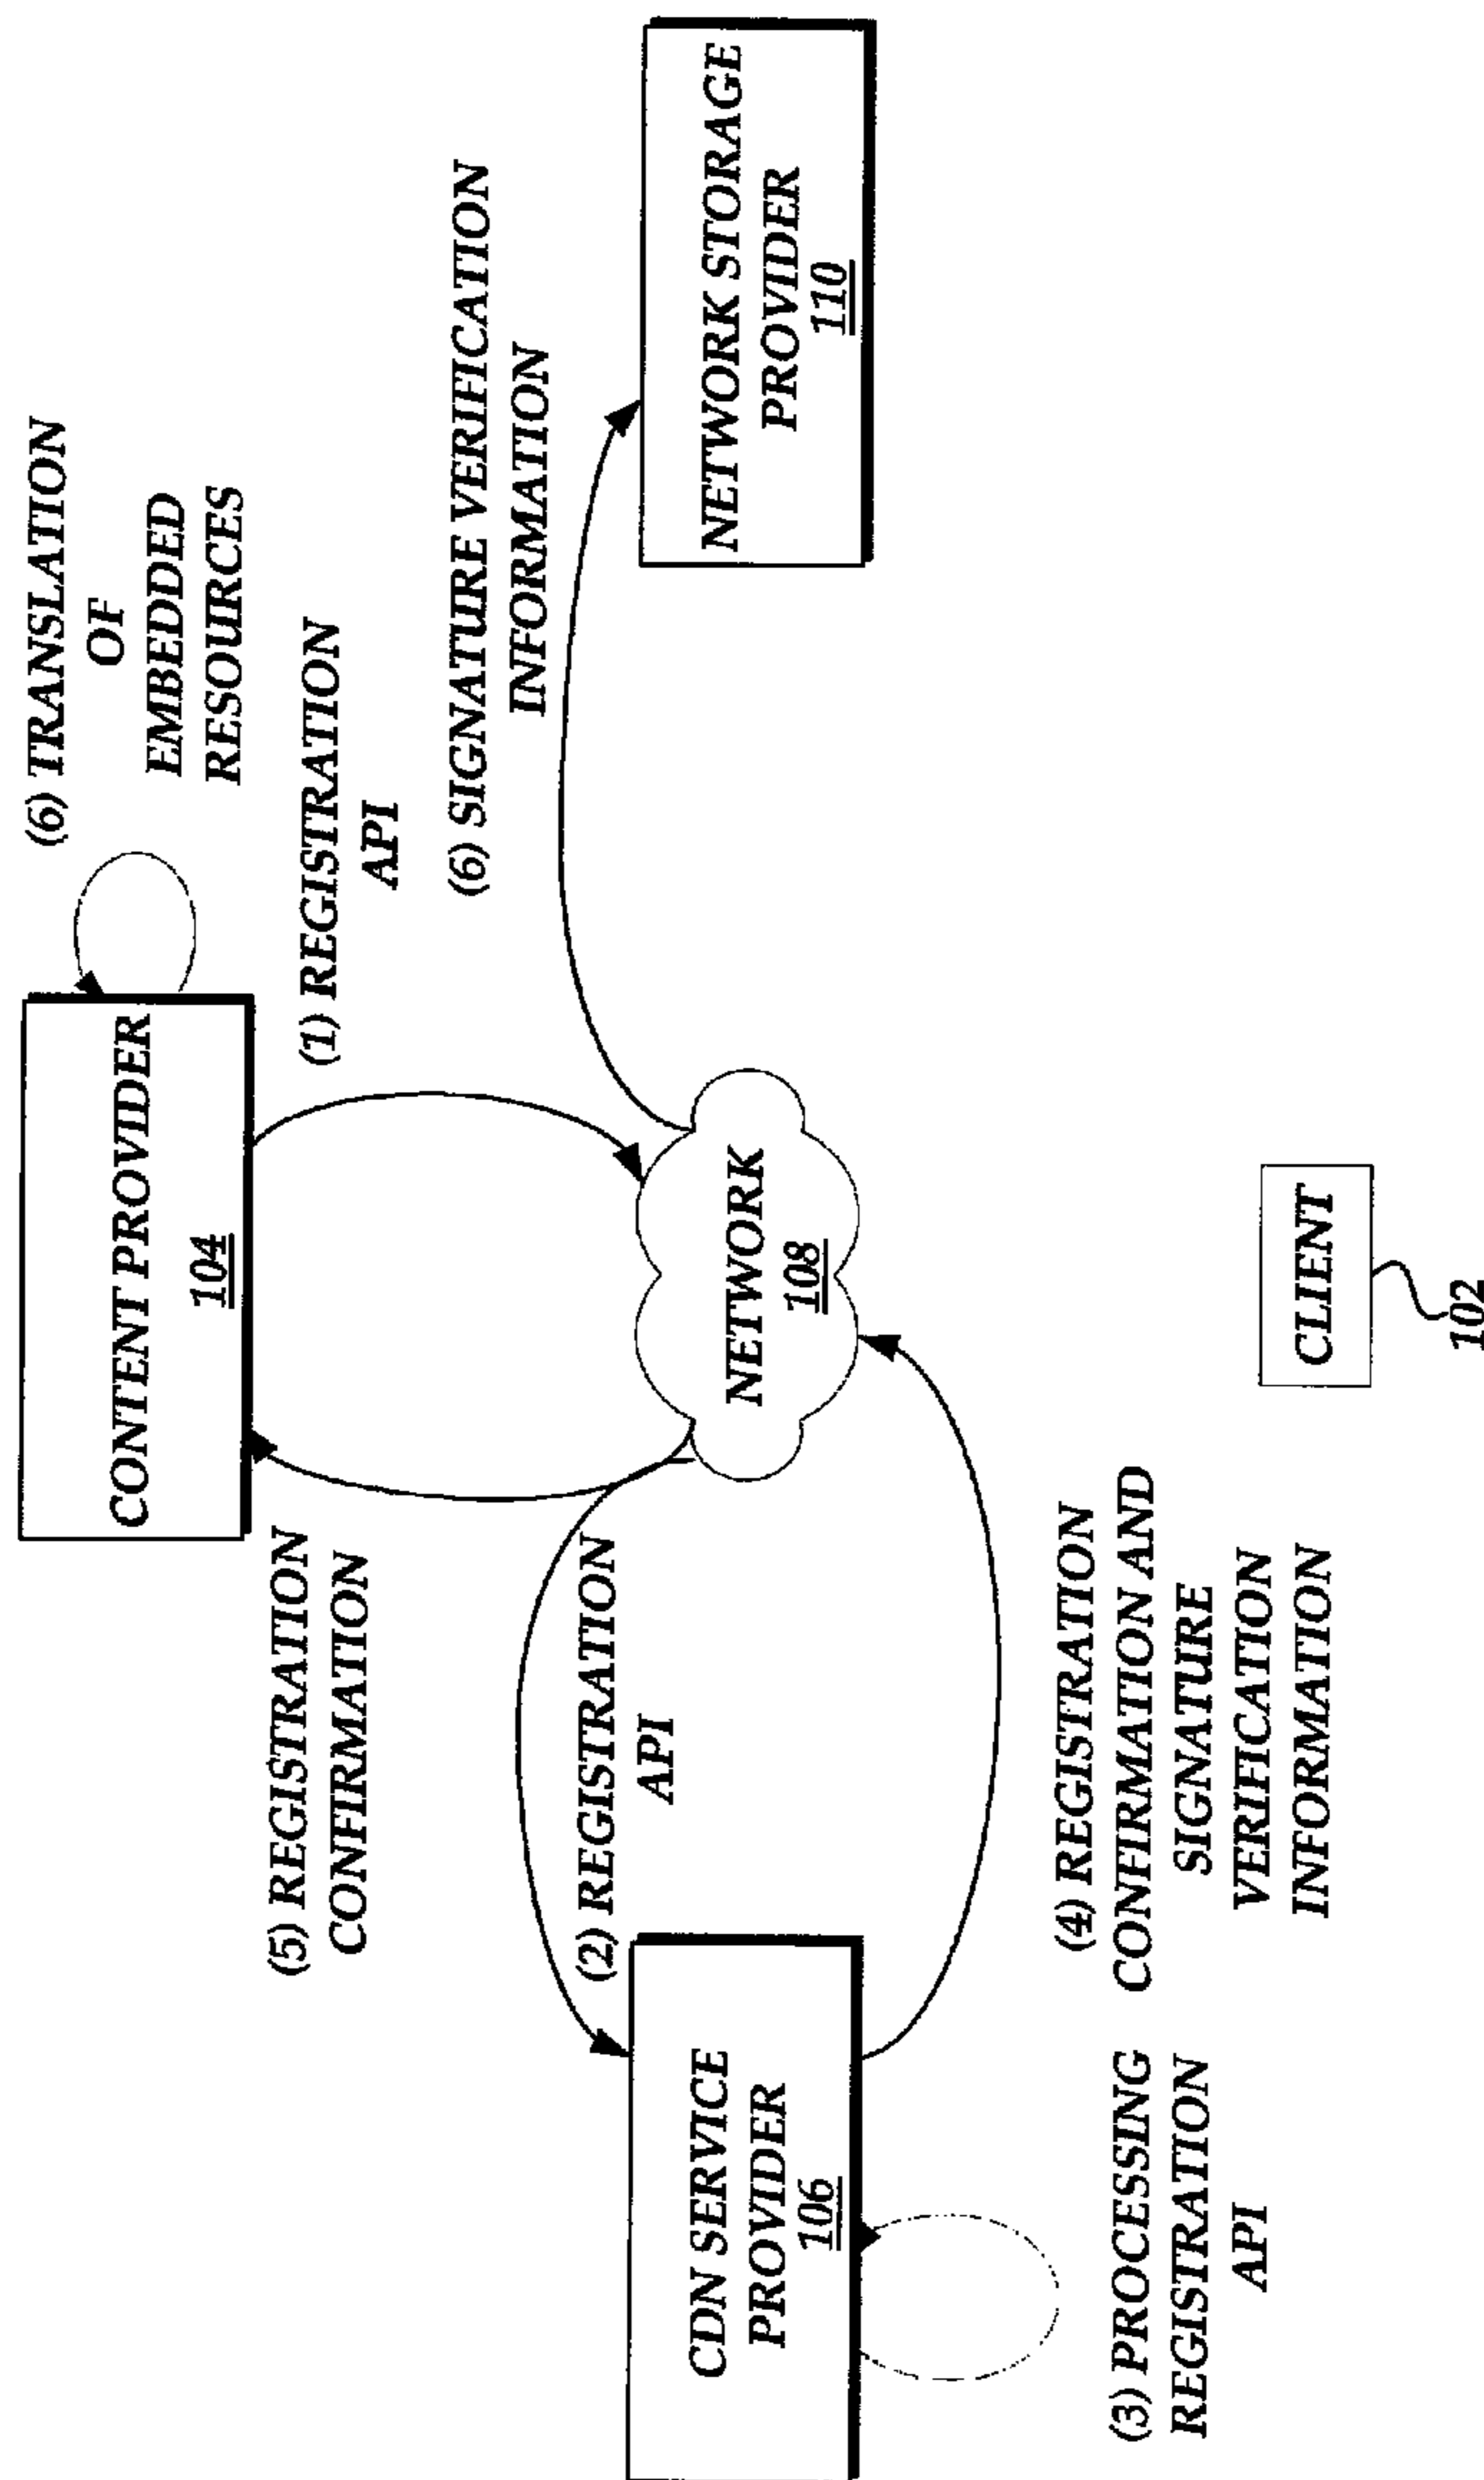 (6) TRANSLATION
OF
EMBEDDED
RESOURCES
CONTENT PROVIDER
104
(5) REGISTRATION
CONFIRMATION
(1) REGISTRATION
API
(6) SIGNATURE VERIFICATION
INFORMATION
(2) REGISTRATION
API
CDN SERVICE
PROVIDER
106
NETWORK
108
NETWORK STORAGE
PROVIDER
110
(3) PROCESSING
REGISTRATION
API
(4) REGISTRATION
CONFIRMATION AND
SIGNATURE
VERIFICATION
INFORMATION
CLIENT
102